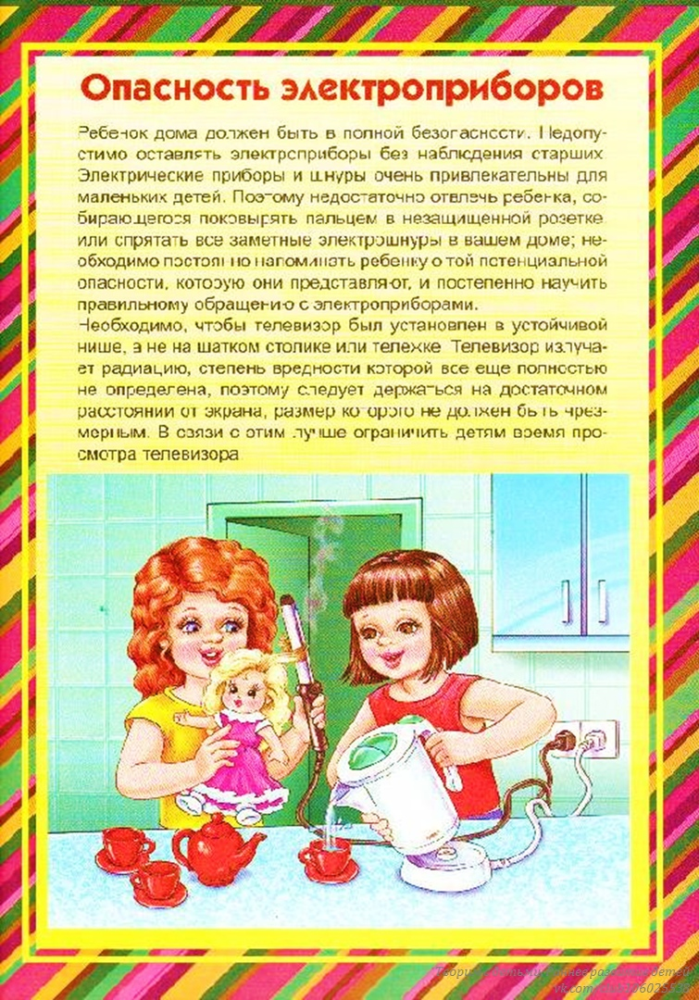 Опасность электроприборов
Ребенок дома должен быть в полной безопасности. Недопу-
стимо оставлять электроприборы без наблюдения старших.
Электрические приборы и шнуры очень привлекательны для
маленьких детей. Поэтому недостаточно отвлечь ребенка, со-
бирающегося поковырять пальцем в незащищенной розетке,
или спрятать все заметные электрошнуры в вашем доме; не-
обходимо постоянно напоминать ребенку о той потенциальной
опасности, которую они представляют, и постепенно научить
правильному обращению с электроприборами.
Необходимо, чтобы телевизор был установлен в устойчивой
нише, а не на шатком столике или тележке. Телевизор излуча-
ет радиацию, степень вредности которой все еще полностью
не определена, поэтому следует держаться на достаточном
расстоянии от экрана, размер которого не должен быть чрез-
мерным. В связи с этим лучше ограничить детям время про-
смотра телевизора.